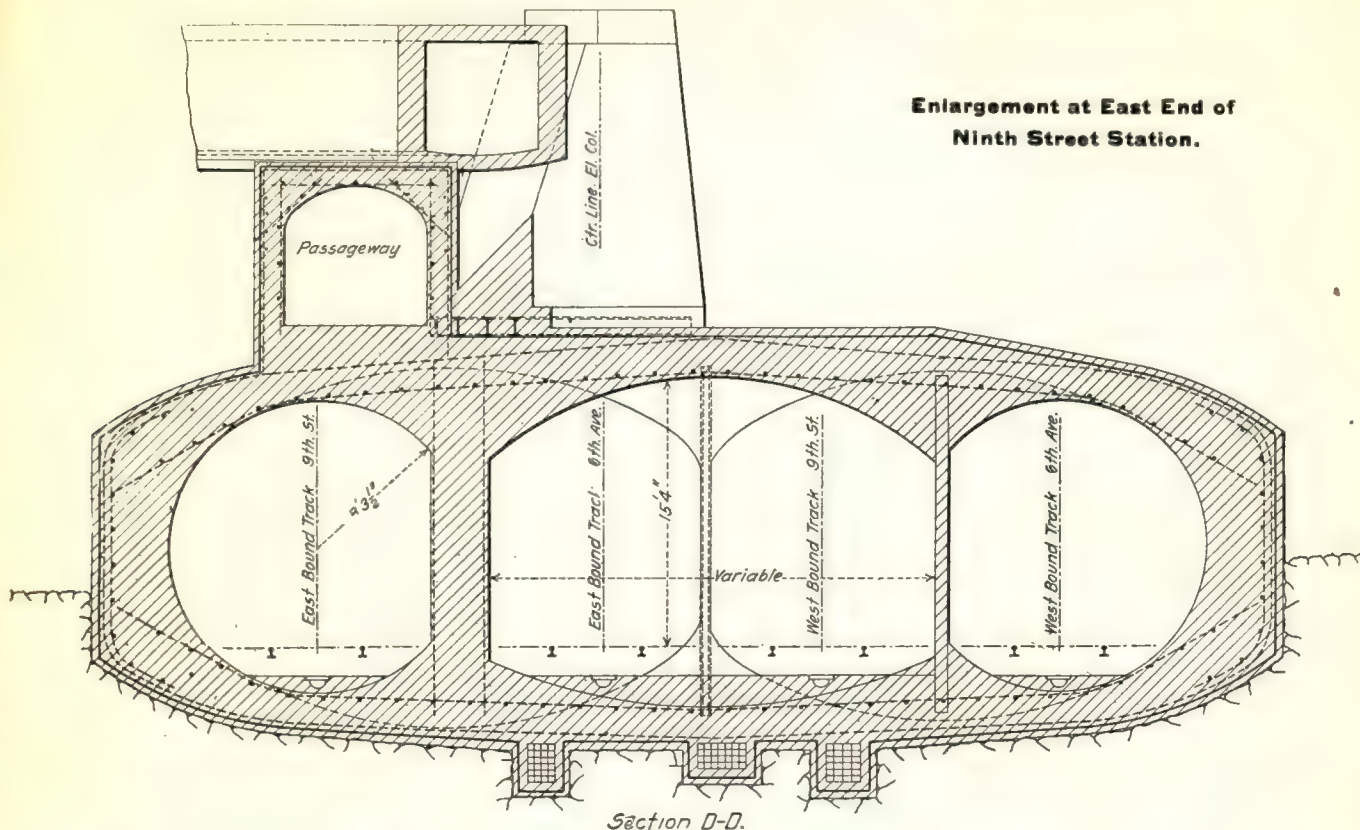 Enlargement at East End of
Ninth Street Station.
Ctr. Line El. Col.
Passageway
East Bound Track 9th. St.
East Bound Track 6th. Ave.
15'4"
West Bound Track 9th. St.
West Bound Track 6th. Ave.
Variable
Section D-D.